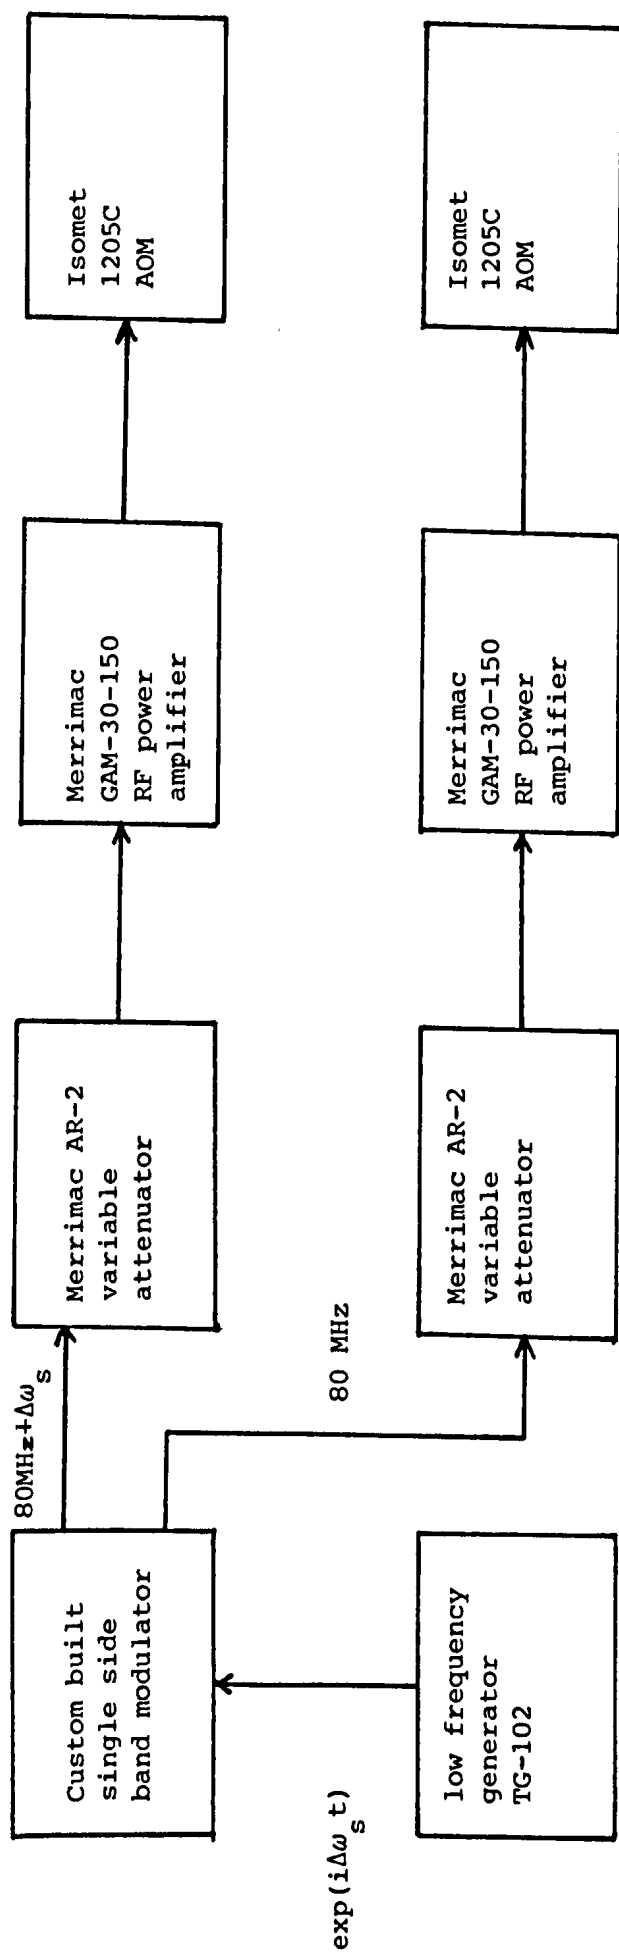 Custom built
single side
band modulator
80MHz+Δω_s
Merrimac AR-2
variable
attenuator
Merrimac
GAM-30-150
RF power
amplifier
Isomet
1205C
AOM
exp(iΔω_s t)
80 MHz
low frequency
generator
TG-102
Merrimac AR-2
variable
attenuator
Merrimac
GAM-30-150
RF power
amplifier
Isomet
1205C
AOM